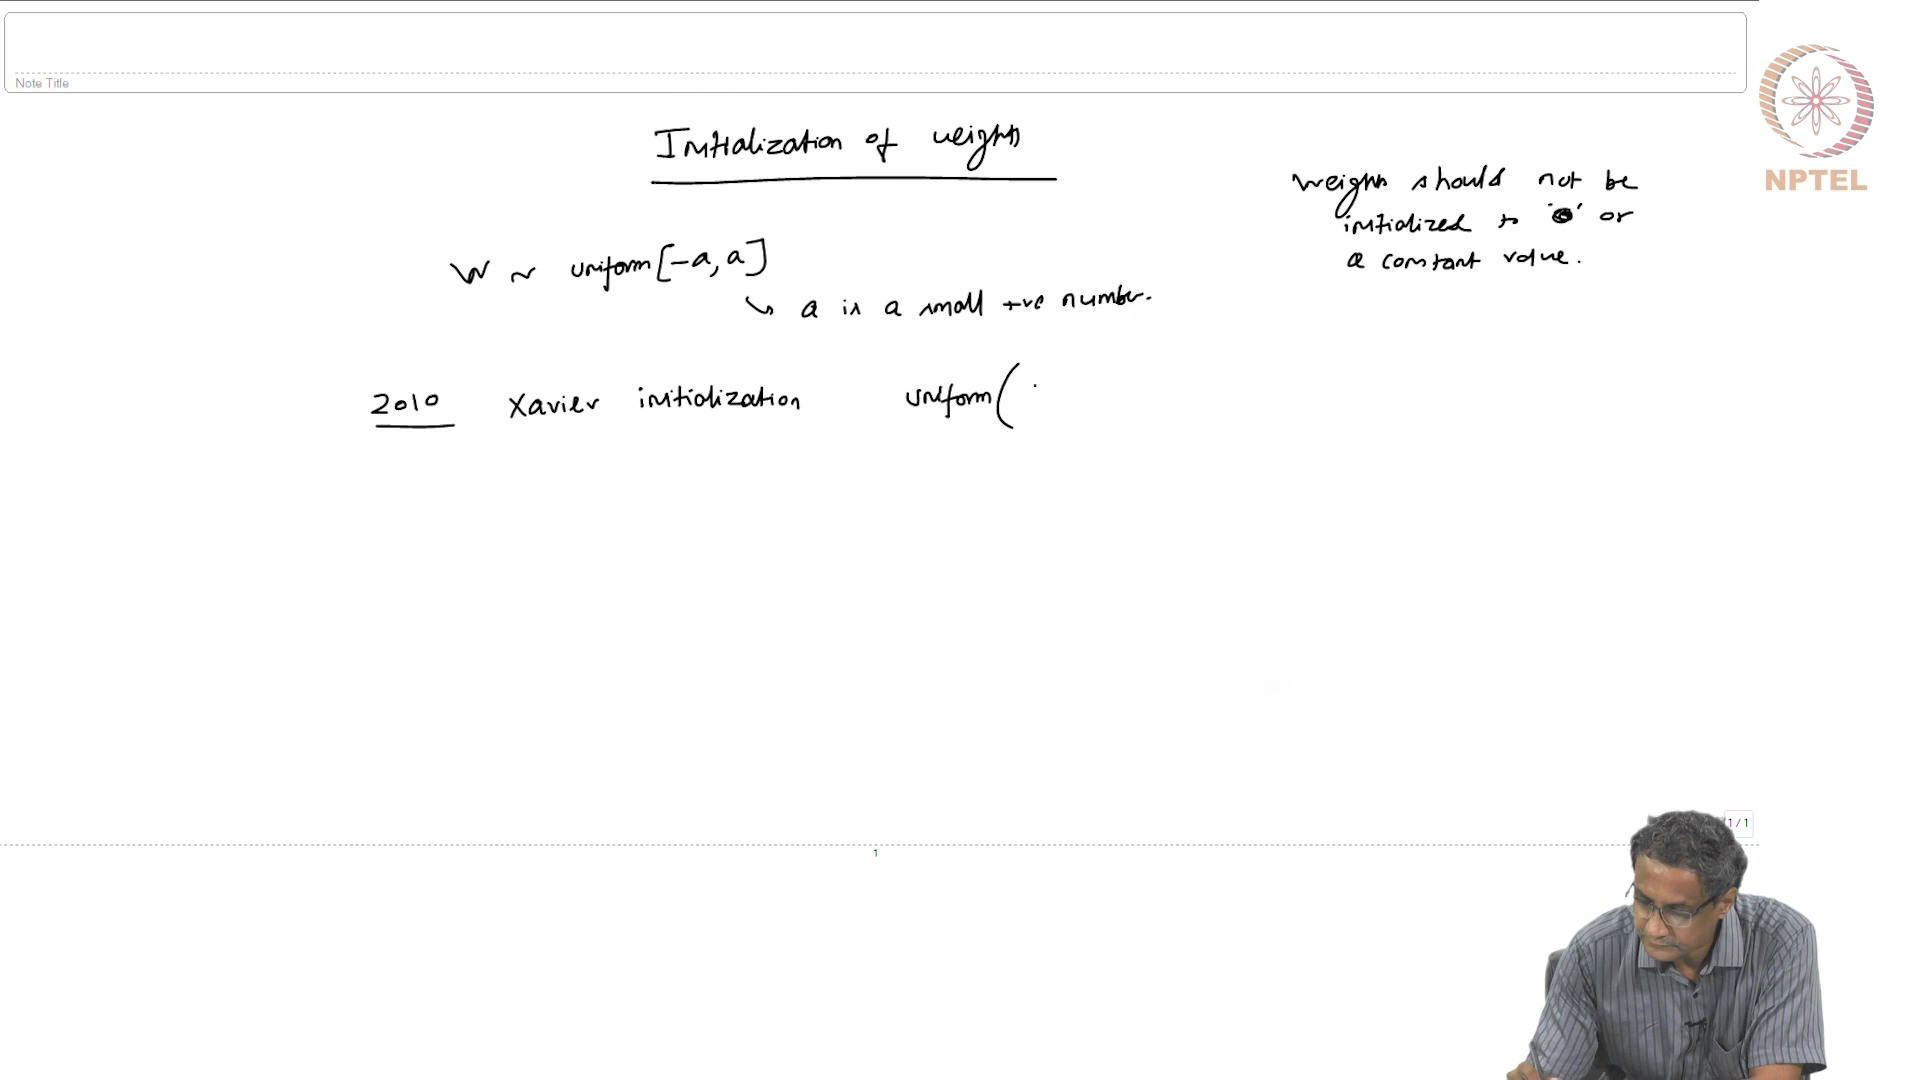 Note Title
Initialization of weights
weights should not be
initialized to '0' or
a constant value.
W ~ uniform[-a, a]
↳ a is a small +ve number.
2010 Xavier initialization uniform(
NPTEL
1 / 1
1